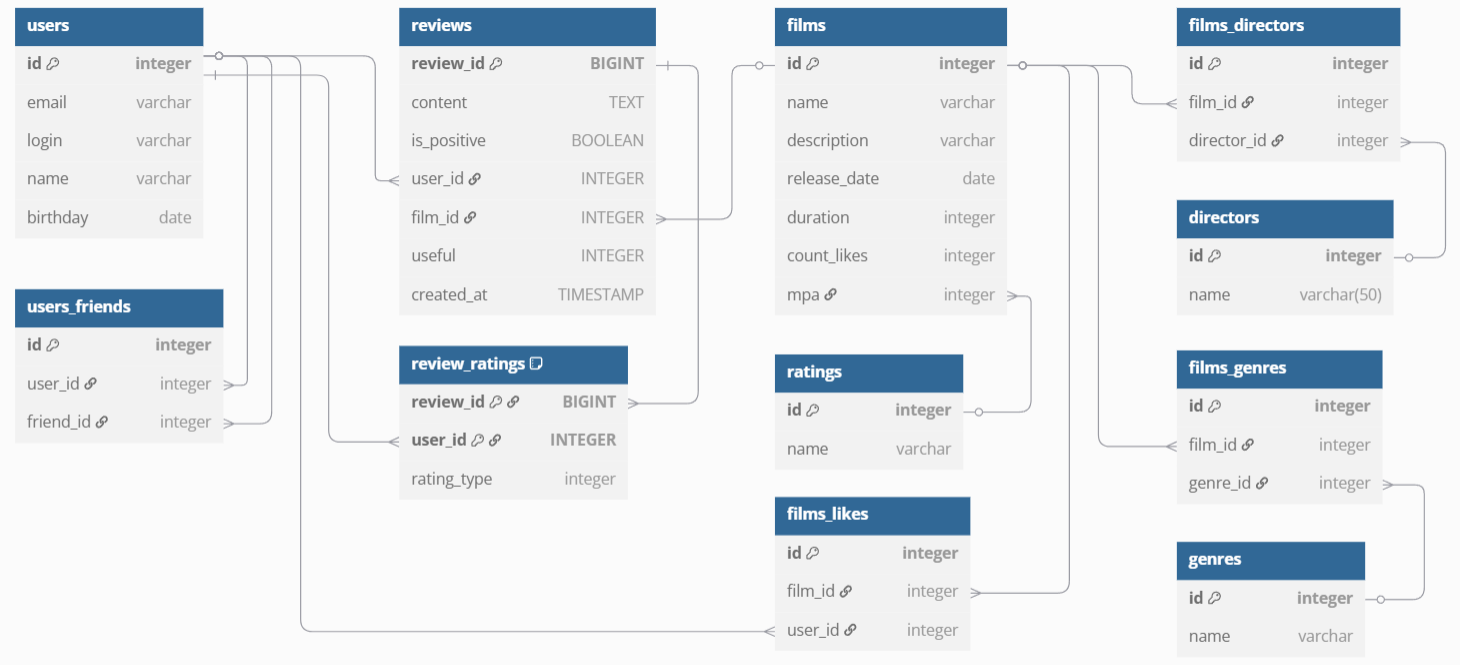 users
id integer
email varchar
login varchar
name varchar
birthday date
users_friends
id integer
user_id integer
friend_id integer
reviews
review_id BIGINT
content TEXT
is_positive BOOLEAN
user_id INTEGER
film_id INTEGER
useful INTEGER
created_at TIMESTAMP
review_ratings
review_id BIGINT
user_id INTEGER
rating_type integer
films
id integer
name varchar
description varchar
release_date date
duration integer
count_likes integer
mpa integer
ratings
id integer
name varchar
films_likes
id integer
film_id integer
user_id integer
films_directors
id integer
film_id integer
director_id integer
directors
id integer
name varchar(50)
films_genres
id integer
film_id integer
genre_id integer
genres
id integer
name varchar